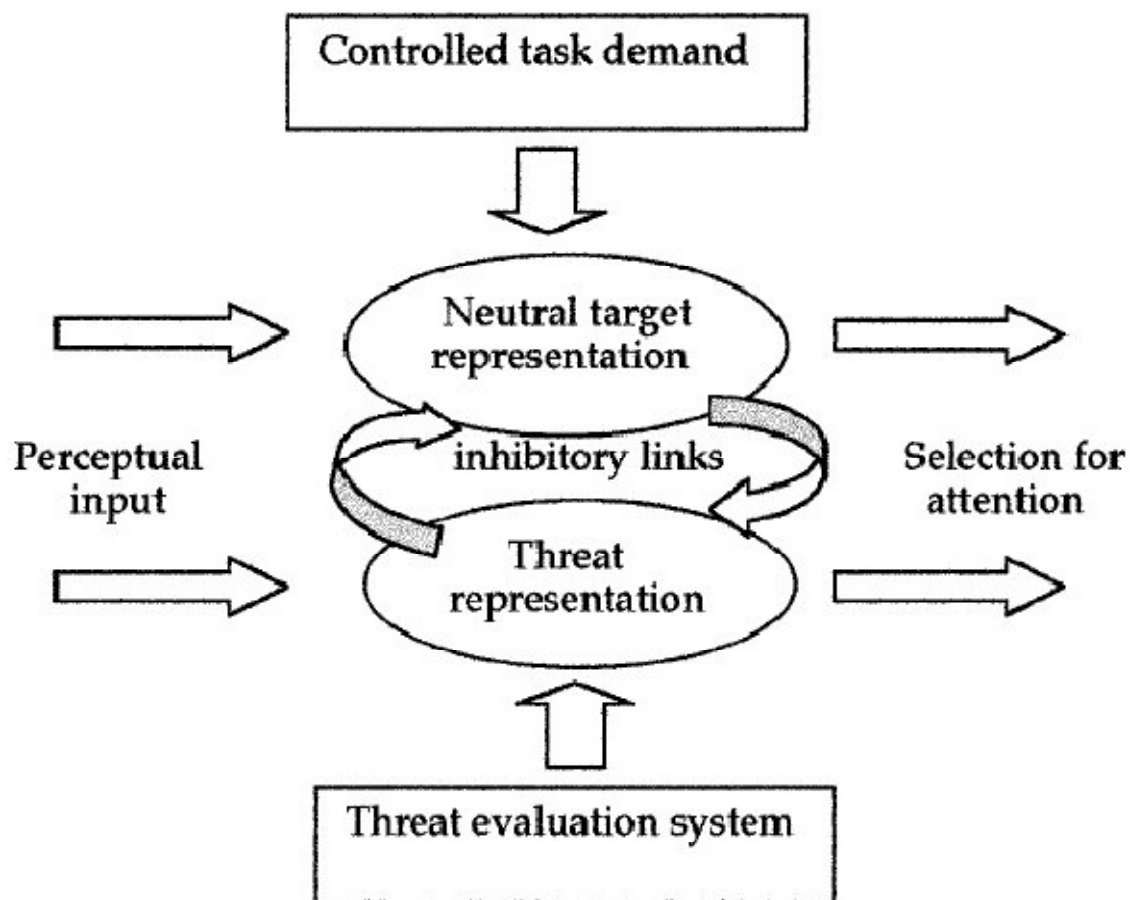 Controlled task demand
Neutral target
representation
Perceptual
input
inhibitory links
Selection for
attention
Threat
representation
Threat evaluation system